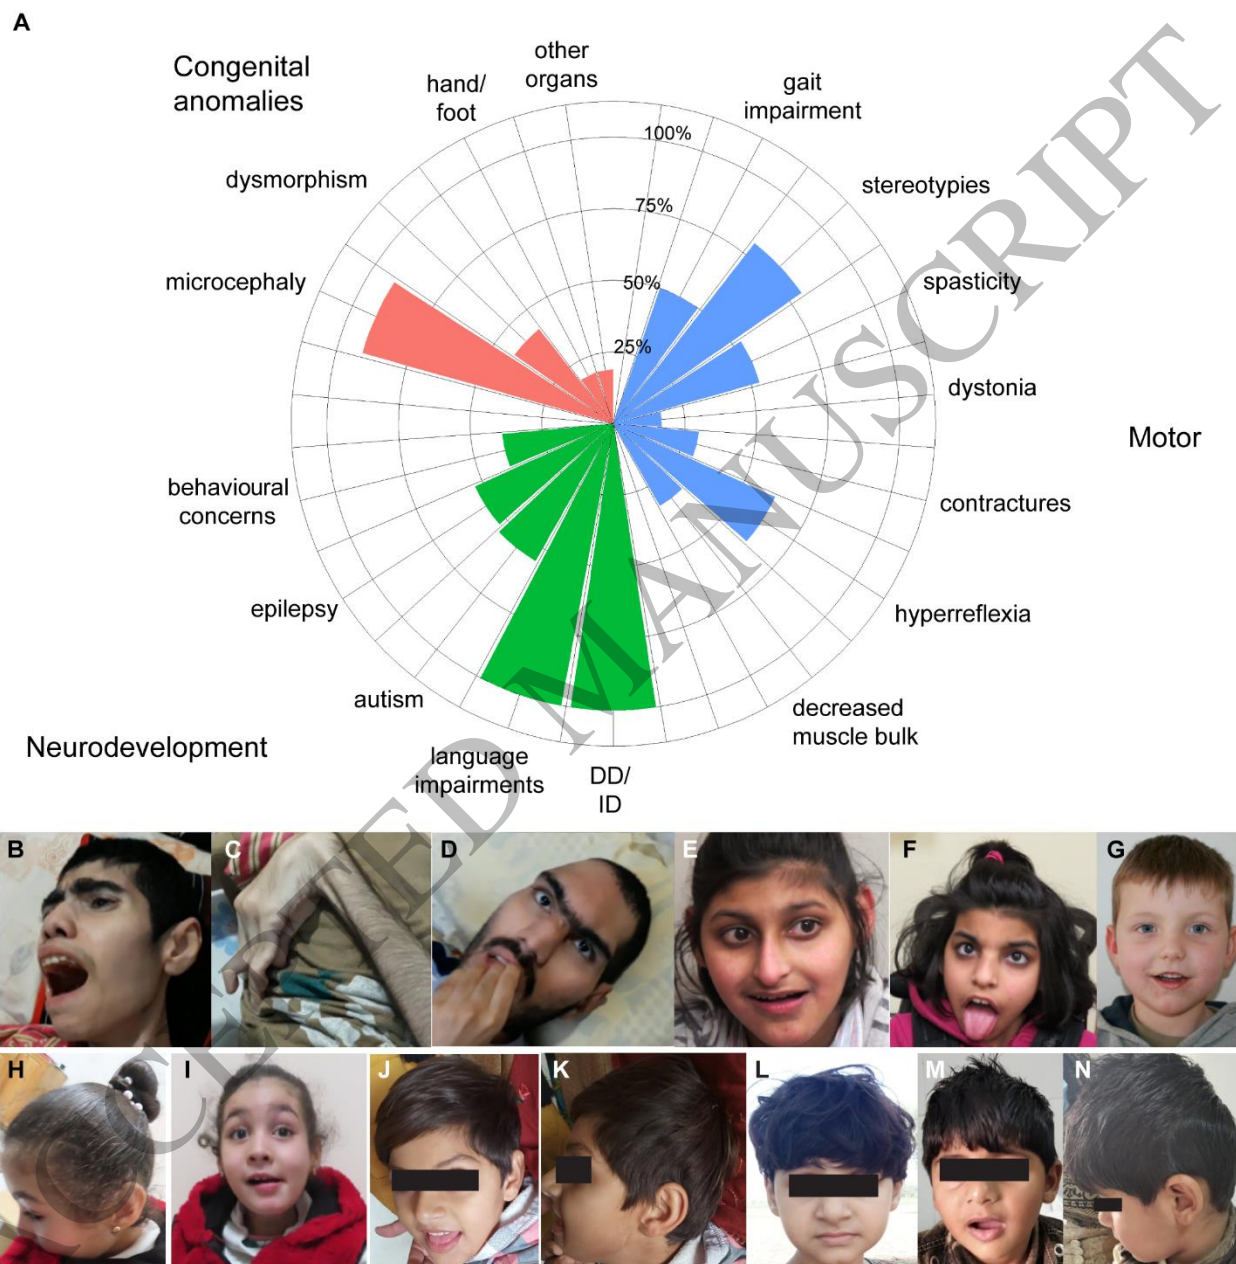 A
Congenital
anomalies
hand/
foot
other
organs
gait
impairment
100%
dysmorphism
stereotypies
75%
microcephaly
50%
spasticity
25%
dystonia
Motor
behavioural
concerns
contractures
epilepsy
hyperreflexia
autism
decreased
muscle bulk
Neurodevelopment
language
impairments
DD/
ID
B
C
D
E
F
G
H
I
J
K
L
M
N
ACCEPTED MANUSCRIPT